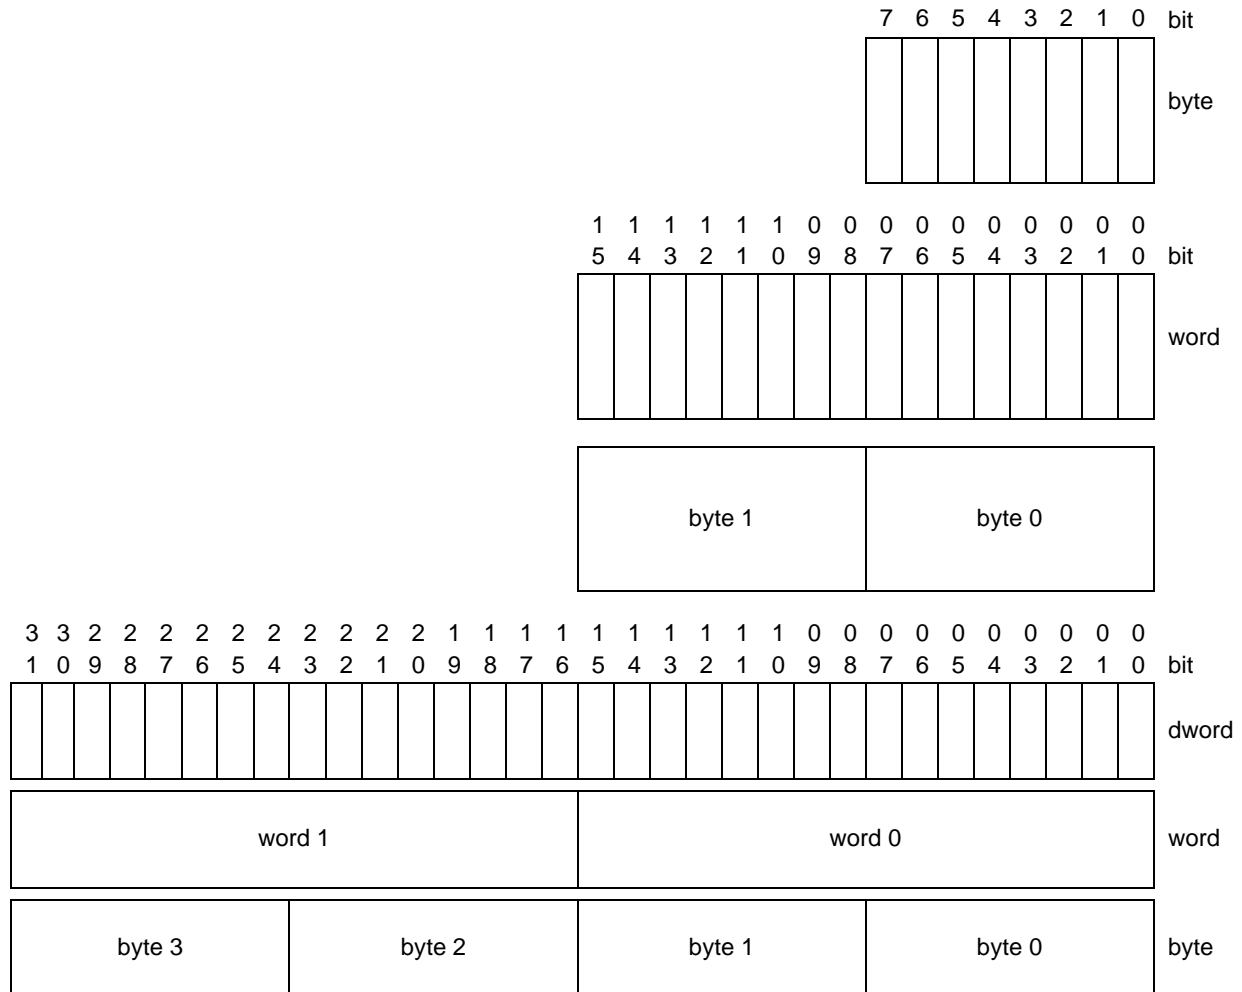 7 6 5 4 3 2 1 0 bit
byte
1 1 1 1 1 1 0 0 0 0 0 0 0 0 0 0
5 4 3 2 1 0 9 8 7 6 5 4 3 2 1 0 bit
word
byte 1 byte 0
3 3 2 2 2 2 2 2 2 2 2 2 1 1 1 1 1 1 1 1 1 1 0 0 0 0 0 0 0 0 0 0
1 0 9 8 7 6 5 4 3 2 1 0 9 8 7 6 5 4 3 2 1 0 9 8 7 6 5 4 3 2 1 0 bit
dword
word 1 word 0 word
byte 3 byte 2 byte 1 byte 0 byte